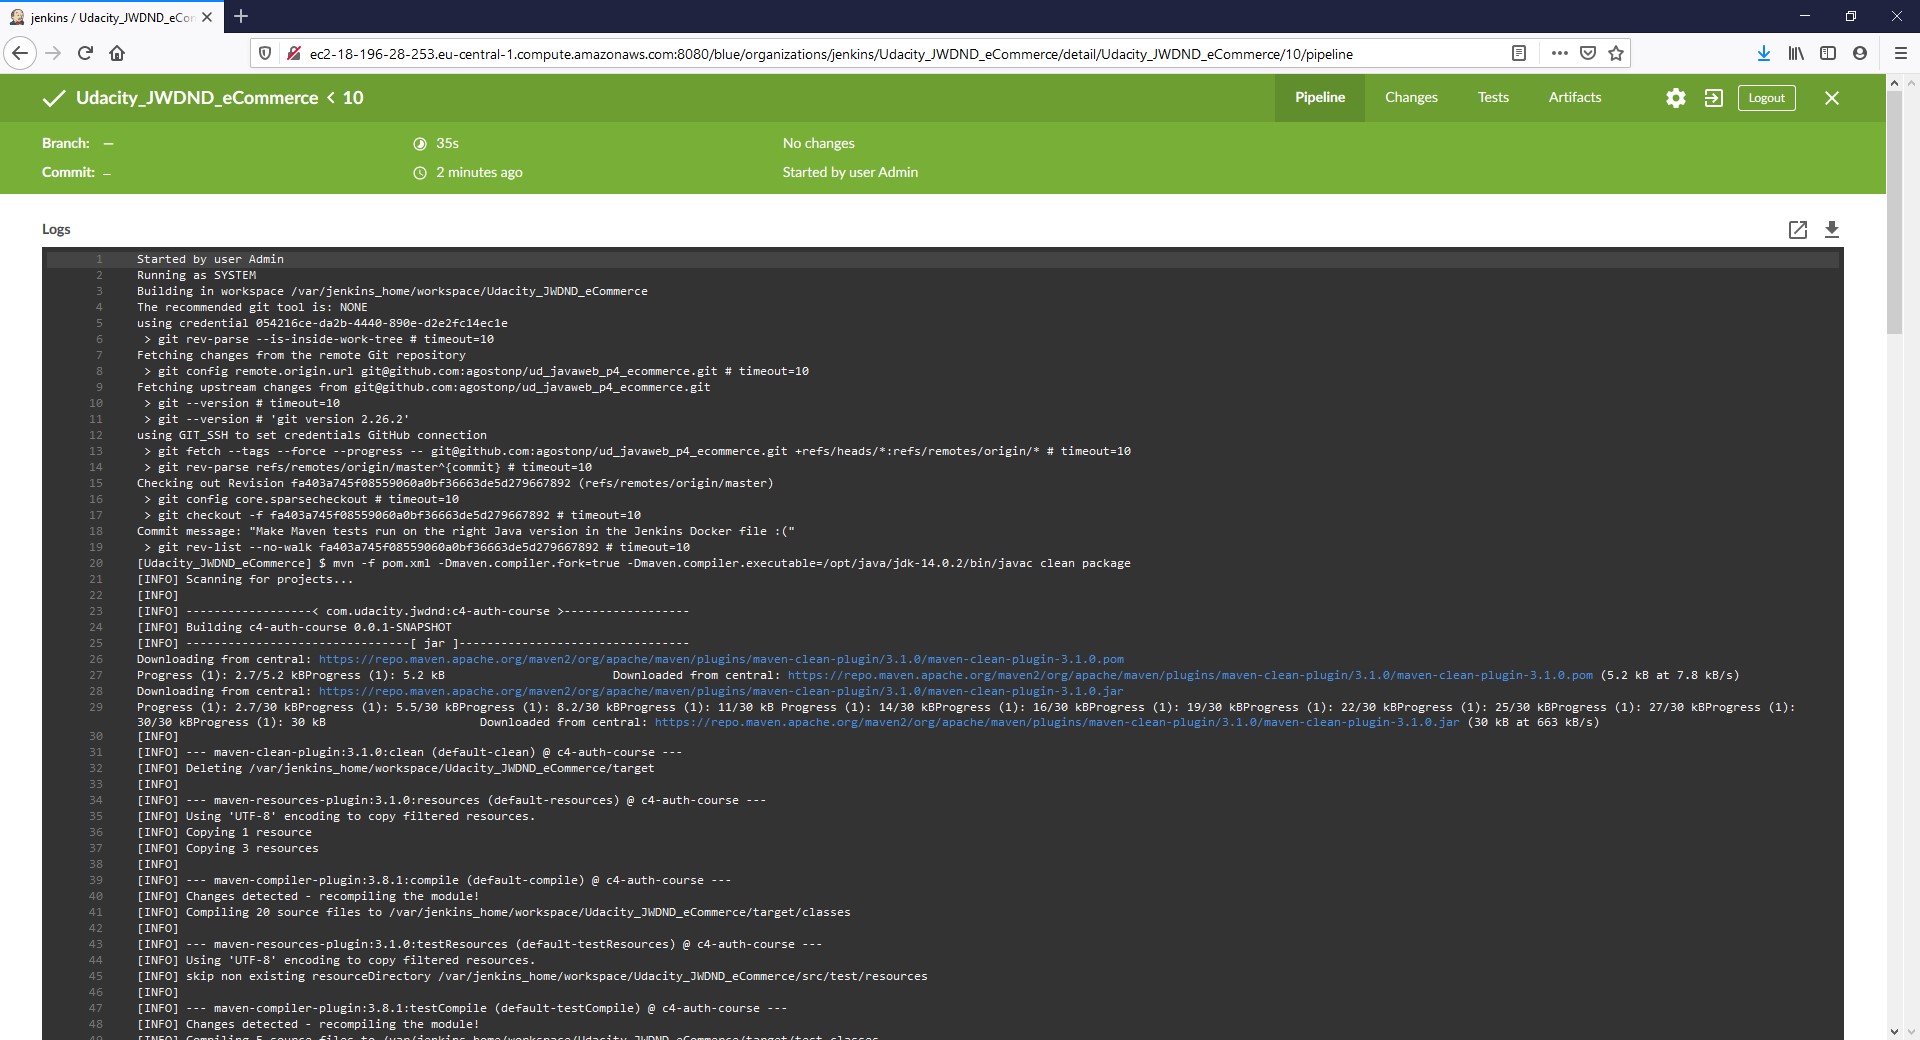 jenkins / Udacity_JWDND_eCor
ec2-18-196-28-253.eu-central-1.compute.amazonaws.com:8080/blue/organizations/jenkins/Udacity_JWDND_eCommerce/detail/Udacity_JWDND_eCommerce/10/pipeline
Udacity_JWDND_eCommerce < 10
Pipeline Changes Tests Artifacts Logout
Branch: — 35s No changes
Commit: – 2 minutes ago Started by user Admin
Logs
1 Started by user Admin
2 Running as SYSTEM
3 Building in workspace /var/jenkins_home/workspace/Udacity_JWDND_eCommerce
4 The recommended git tool is: NONE
5 using credential 054216ce-da2b-4440-890e-d2e2fc14ec1e
6 > git rev-parse --is-inside-work-tree # timeout=10
7 Fetching changes from the remote Git repository
8 > git config remote.origin.url git@github.com:agostonp/ud_javaweb_p4_ecommerce.git # timeout=10
9 Fetching upstream changes from git@github.com:agostonp/ud_javaweb_p4_ecommerce.git
10 > git --version # timeout=10
11 > git --version # 'git version 2.26.2'
12 using GIT_SSH to set credentials GitHub connection
13 > git fetch --tags --force --progress -- git@github.com:agostonp/ud_javaweb_p4_ecommerce.git +refs/heads/*:refs/remotes/origin/* # timeout=10
14 > git rev-parse refs/remotes/origin/master^{commit} # timeout=10
15 Checking out Revision fa403a745f08559060a0bf36663de5d279667892 (refs/remotes/origin/master)
16 > git config core.sparsecheckout # timeout=10
17 > git checkout -f fa403a745f08559060a0bf36663de5d279667892 # timeout=10
18 Commit message: "Make Maven tests run on the right Java version in the Jenkins Docker file :("
19 > git rev-list --no-walk fa403a745f08559060a0bf36663de5d279667892 # timeout=10
20 [Udacity_JWDND_eCommerce] $ mvn -f pom.xml -Dmaven.compiler.fork=true -Dmaven.compiler.executable=/opt/java/jdk-14.0.2/bin/javac clean package
21 [INFO] Scanning for projects...
22 [INFO]
23 [INFO] ------------------< com.udacity.jwdnd:c4-auth-course >------------------
24 [INFO] Building c4-auth-course 0.0.1-SNAPSHOT
25 [INFO] --------------------------------[ jar ]---------------------------------
26 Downloading from central: https://repo.maven.apache.org/maven2/org/apache/maven/plugins/maven-clean-plugin/3.1.0/maven-clean-plugin-3.1.0.pom
27 Progress (1): 2.7/5.2 kBProgress (1): 5.2 kB Downloaded from central: https://repo.maven.apache.org/maven2/org/apache/maven/plugins/maven-clean-plugin/3.1.0/maven-clean-plugin-3.1.0.pom (5.2 kB at 7.8 kB/s)
28 Downloading from central: https://repo.maven.apache.org/maven2/org/apache/maven/plugins/maven-clean-plugin/3.1.0/maven-clean-plugin-3.1.0.jar
29 Progress (1): 2.7/30 kBProgress (1): 5.5/30 kBProgress (1): 8.2/30 kBProgress (1): 11/30 kB Progress (1): 14/30 kBProgress (1): 16/30 kBProgress (1): 19/30 kBProgress (1): 22/30 kBProgress (1): 25/30 kBProgress (1): 27/30 kBProgress (1):
30/30 kBProgress (1): 30 kB Downloaded from central: https://repo.maven.apache.org/maven2/org/apache/maven/plugins/maven-clean-plugin/3.1.0/maven-clean-plugin-3.1.0.jar (30 kB at 663 kB/s)
30 [INFO]
31 [INFO] --- maven-clean-plugin:3.1.0:clean (default-clean) @ c4-auth-course ---
32 [INFO] Deleting /var/jenkins_home/workspace/Udacity_JWDND_eCommerce/target
33 [INFO]
34 [INFO] --- maven-resources-plugin:3.1.0:resources (default-resources) @ c4-auth-course ---
35 [INFO] Using 'UTF-8' encoding to copy filtered resources.
36 [INFO] Copying 1 resource
37 [INFO] Copying 3 resources
38 [INFO]
39 [INFO] --- maven-compiler-plugin:3.8.1:compile (default-compile) @ c4-auth-course ---
40 [INFO] Changes detected - recompiling the module!
41 [INFO] Compiling 20 source files to /var/jenkins_home/workspace/Udacity_JWDND_eCommerce/target/classes
42 [INFO]
43 [INFO] --- maven-resources-plugin:3.1.0:testResources (default-testResources) @ c4-auth-course ---
44 [INFO] Using 'UTF-8' encoding to copy filtered resources.
45 [INFO] skip non existing resourceDirectory /var/jenkins_home/workspace/Udacity_JWDND_eCommerce/src/test/resources
46 [INFO]
47 [INFO] --- maven-compiler-plugin:3.8.1:testCompile (default-testCompile) @ c4-auth-course ---
48 [INFO] Changes detected - recompiling the module!
49 [INFO] Compiling 5 source files to /var/jenkins_home/workspace/Udacity_JWDND_eCommerce/target/test-classes